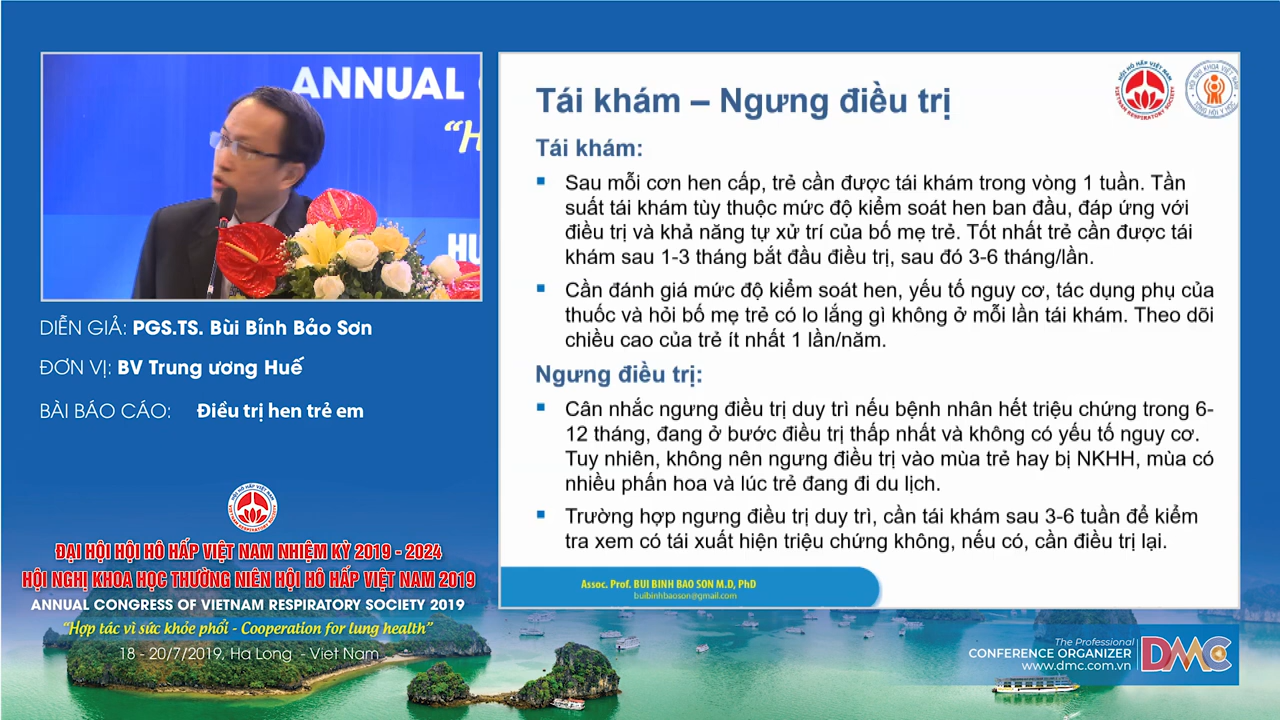 ANNUAL
"H
HU
DIỄN GIẢ: PGS.TS. Bùi Bỉnh Bảo Sơn
ĐƠN VỊ: BV Trung ương Huế
BÀI BÁO CÁO: Điều trị hen trẻ em
ĐẠI HỘI HỘI HÔ HẤP VIỆT NAM NHIỆM KỲ 2019 - 2024
HỘI NGHỊ KHOA HỌC THƯỜNG NIÊN HỘI HÔ HẤP VIỆT NAM 2019
ANNUAL CONGRESS OF VIETNAM RESPIRATORY SOCIETY 2019
"Hợp tác vì sức khỏe phổi - Cooperation for lung health"
18 - 20/7/2019, Ha Long - Viet Nam
HỘI HÔ HẤP VIỆT NAM
VIETNAM RESPIRATORY SOCIETY
Tái khám – Ngưng điều trị
Tái khám:
Sau mỗi cơn hen cấp, trẻ cần được tái khám trong vòng 1 tuần. Tần
suất tái khám tùy thuộc mức độ kiểm soát hen ban đầu, đáp ứng với
điều trị và khả năng tự xử trí của bố mẹ trẻ. Tốt nhất trẻ cần được tái
khám sau 1-3 tháng bắt đầu điều trị, sau đó 3-6 tháng/lần.
Cần đánh giá mức độ kiểm soát hen, yếu tố nguy cơ, tác dụng phụ của
thuốc và hỏi bố mẹ trẻ có lo lắng gì không ở mỗi lần tái khám. Theo dõi
chiều cao của trẻ ít nhất 1 lần/năm.
Ngưng điều trị:
Cân nhắc ngưng điều trị duy trì nếu bệnh nhân hết triệu chứng trong 6-
12 tháng, đang ở bước điều trị thấp nhất và không có yếu tố nguy cơ.
Tuy nhiên, không nên ngưng điều trị vào mùa trẻ hay bị NKHH, mùa có
nhiều phấn hoa và lúc trẻ đang đi du lịch.
Trường hợp ngưng điều trị duy trì, cần tái khám sau 3-6 tuần để kiểm
tra xem có tái xuất hiện triệu chứng không, nếu có, cần điều trị lại.
Assoc. Prof. BUI BINH BAO SON M.D, PhD
buibinhbaoson@gmail.com
The Professional
CONFERENCE ORGANIZER
www.dmc.com.vn
DMC